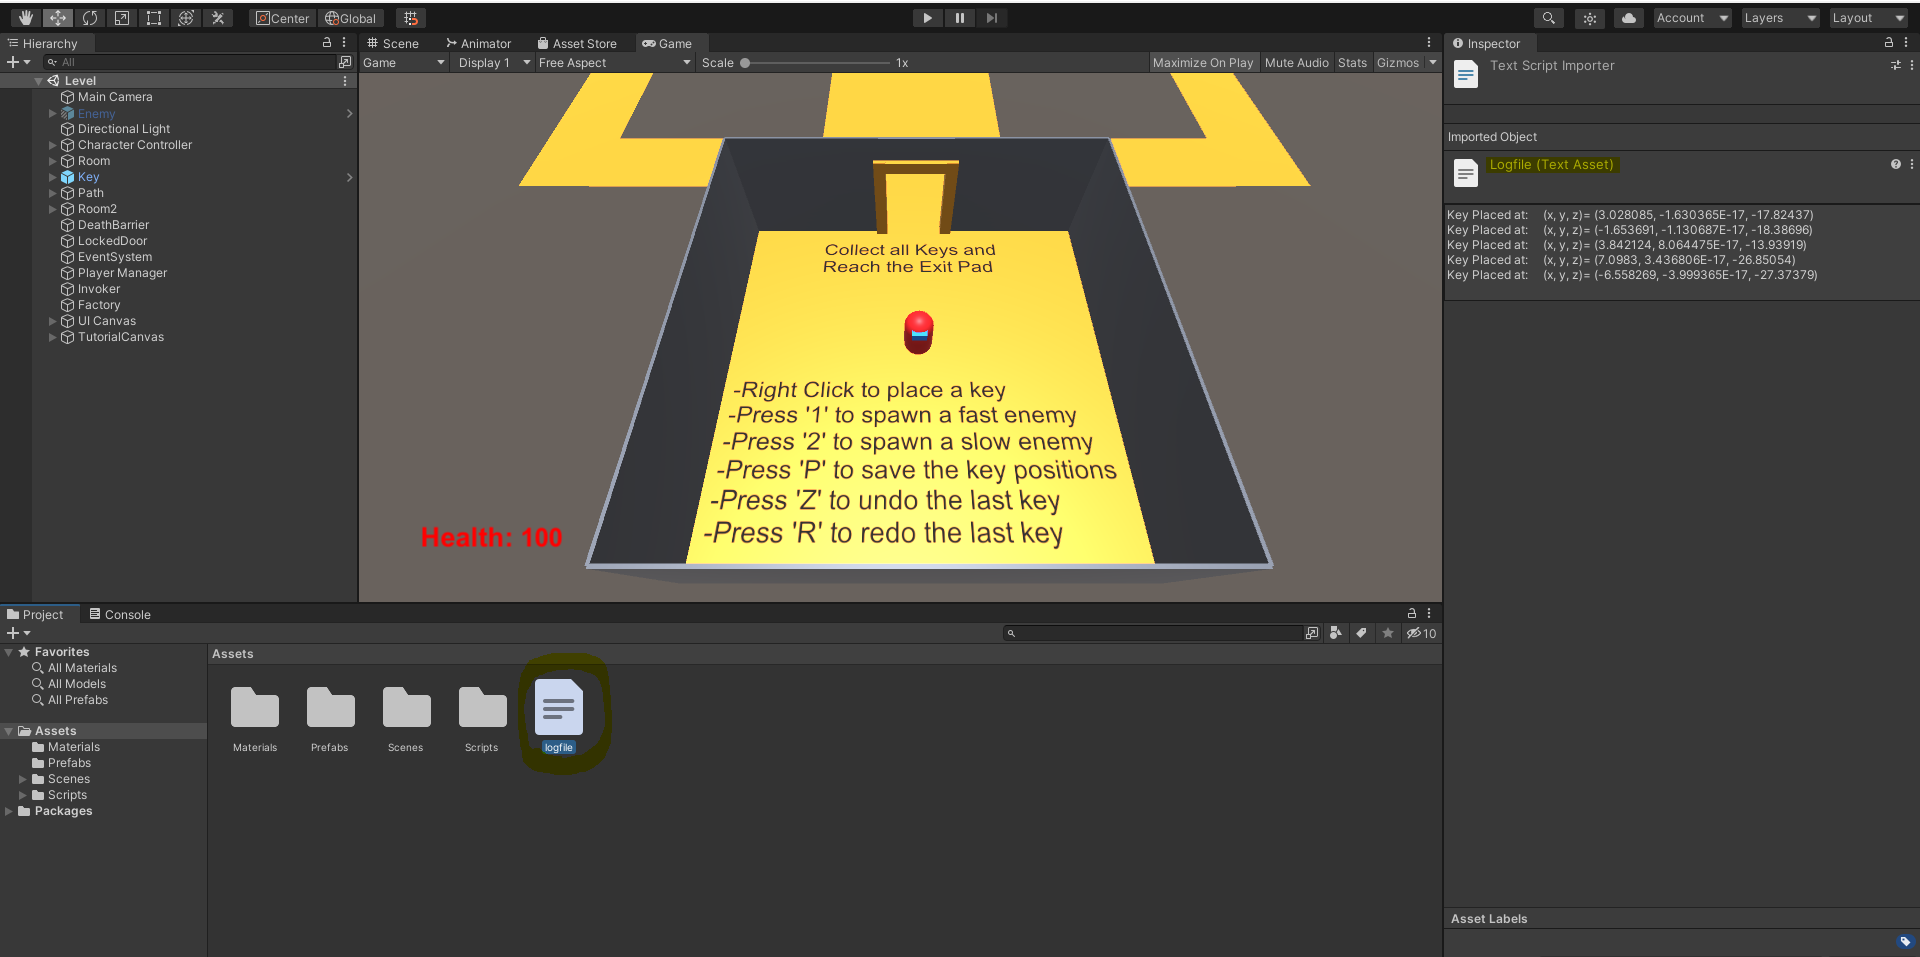 Center
Global
Account
Layers
Layout
Hierarchy
All
Level
Main Camera
Enemy
Directional Light
Character Controller
Room
Key
Path
Room2
DeathBarrier
LockedDoor
EventSystem
Player Manager
Invoker
Factory
UI Canvas
TutorialCanvas
Scene
Animator
Asset Store
Game
Game
Display 1
Free Aspect
Scale
1x
Maximize On Play
Mute Audio
Stats
Gizmos
Collect all Keys and
Reach the Exit Pad
-Right Click to place a key
-Press '1' to spawn a fast enemy
-Press '2' to spawn a slow enemy
-Press 'P' to save the key positions
-Press 'Z' to undo the last key
-Press 'R' to redo the last key
Health: 100
Inspector
Text Script Importer
Imported Object
Logfile (Text Asset)
Key Placed at: (x, y, z)= (3.028085, -1.630365E-17, -17.82437)
Key Placed at: (x, y, z)= (-1.653691, -1.130687E-17, -18.38696)
Key Placed at: (x, y, z)= (3.842124, 8.064475E-17, -13.93919)
Key Placed at: (x, y, z)= (7.0983, 3.436806E-17, -26.85054)
Key Placed at: (x, y, z)= (-6.558269, -3.999365E-17, -27.37379)
Asset Labels
Project
Console
10
Favorites
All Materials
All Models
All Prefabs
Assets
Materials
Prefabs
Scenes
Scripts
Packages
Assets
Materials
Prefabs
Scenes
Scripts
logfile